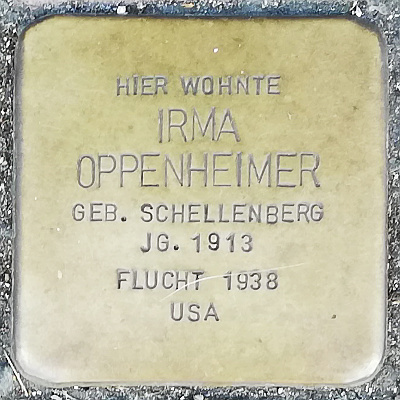 HIER WOHNTE
IRMA
OPPENHEIMER
GEB. SCHELLENBERG
JG. 1913
FLUCHT 1938
USA